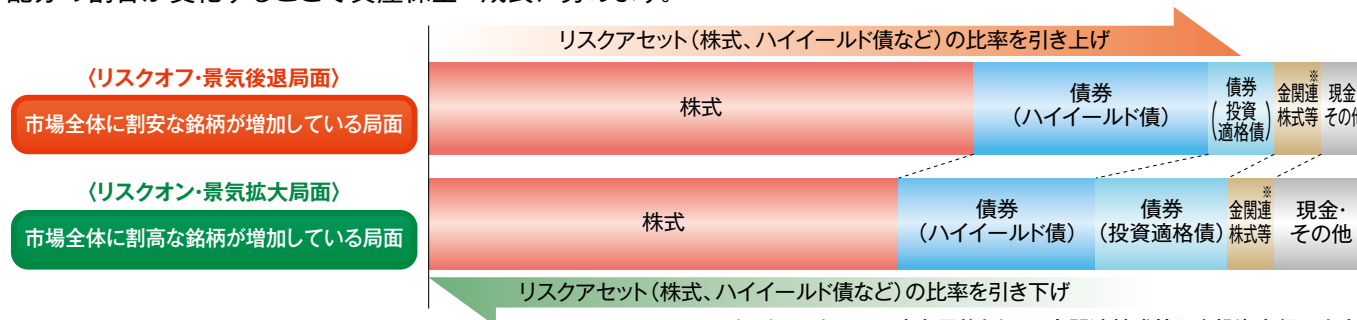 リスクアセット(株式、ハイイールド債など)の比率を引き上げ
〈リスクオフ・景気後退局面〉
市場全体に割安な銘柄が増加している局面
株式
債券
(ハイイールド債)
債券
(投資
適格債)
※
金関連
株式等
現金
その他
〈リスクオン・景気拡大局面〉
市場全体に割高な銘柄が増加している局面
株式
債券
(ハイイールド債)
債券
(投資適格債)
※
金関連
株式等
現金・
その他
リスクアセット(株式、ハイイールド債など)の比率を引き下げ